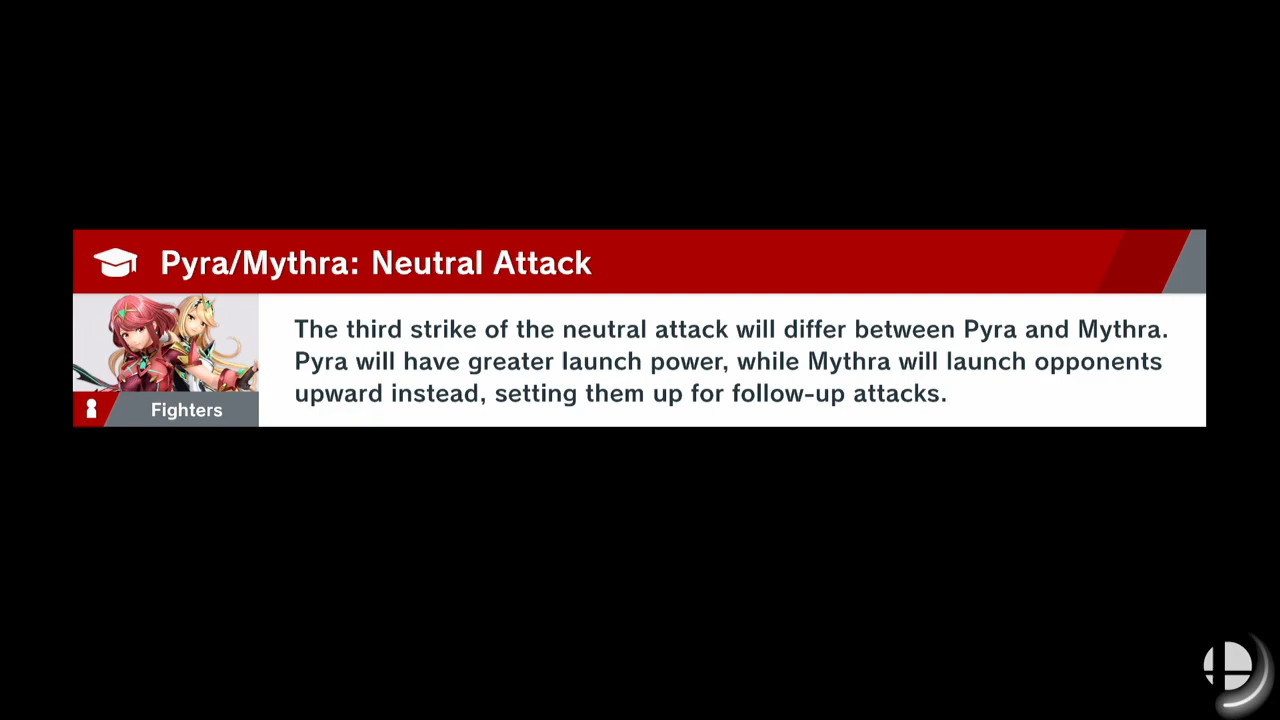 Pyra/Mythra: Neutral Attack
The third strike of the neutral attack will differ between Pyra and Mythra.
Pyra will have greater launch power, while Mythra will launch opponents
upward instead, setting them up for follow-up attacks.
Fighters